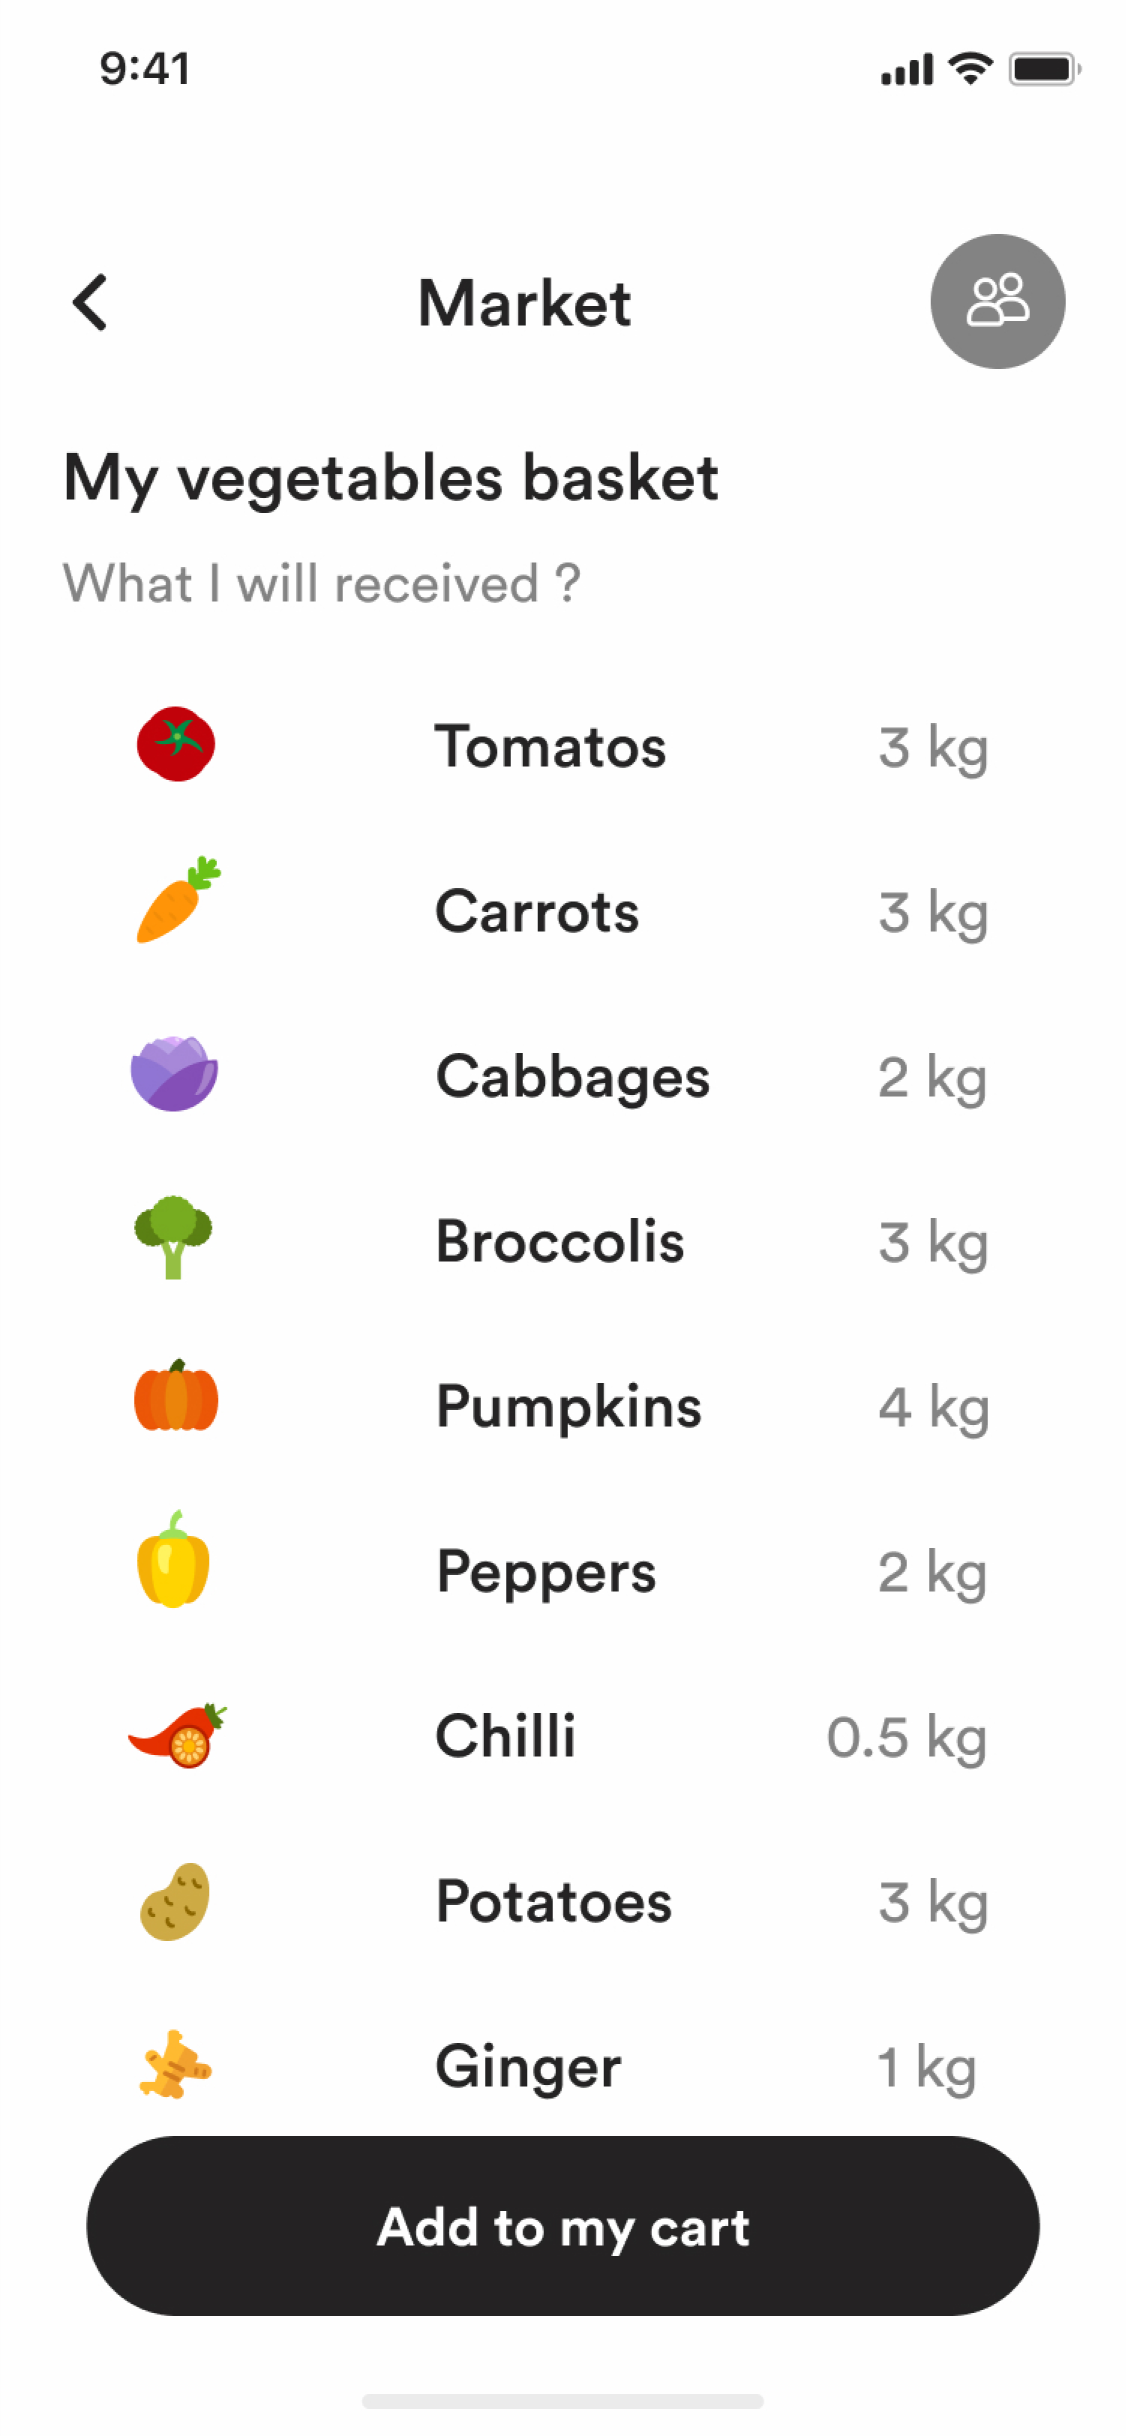 9:41
Market
My vegetables basket
What I will received ?
Tomatos 3 kg
Carrots 3 kg
Cabbages 2 kg
Broccolis 3 kg
Pumpkins 4 kg
Peppers 2 kg
Chilli 0.5 kg
Potatoes 3 kg
Ginger 1 kg
Add to my cart